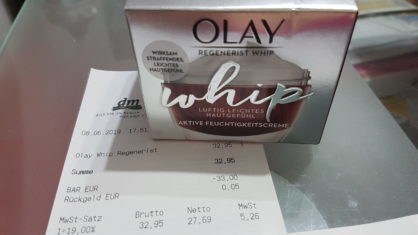 OLAY
REGENERIST WHIP
WIRKSAM
STRAFFENDES,
LEICHTES
HAUTGEFÜHL
whip
LUFTIG-LEICHTES
HAUTGEFÜHL
AKTIVE FEUCHTIGKEITSCREME
dm
08.06.2019 17:51
Olay Whip Regenerist 32,95 1
Summe 32,95
BAR EUR -33,00
Rückgeld EUR 0,05
MwSt-Satz Brutto Netto MwSt
1=19,00% 32,95 27,69 5,26